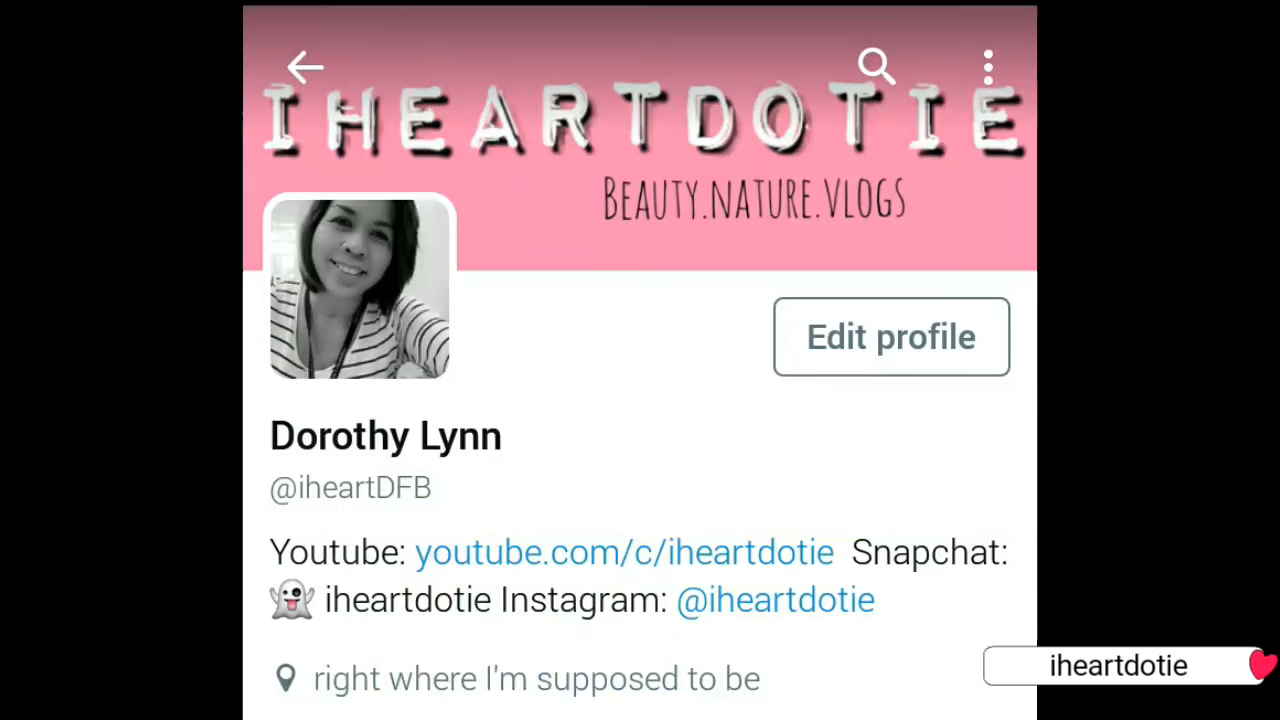 IHEARTDOTIE
BEAUTY.NATURE.VLOGS
Edit profile
Dorothy Lynn
@iheartDFB
Youtube: youtube.com/c/iheartdotie Snapchat:
👻 iheartdotie Instagram: @iheartdotie
right where I'm supposed to be
iheartdotie